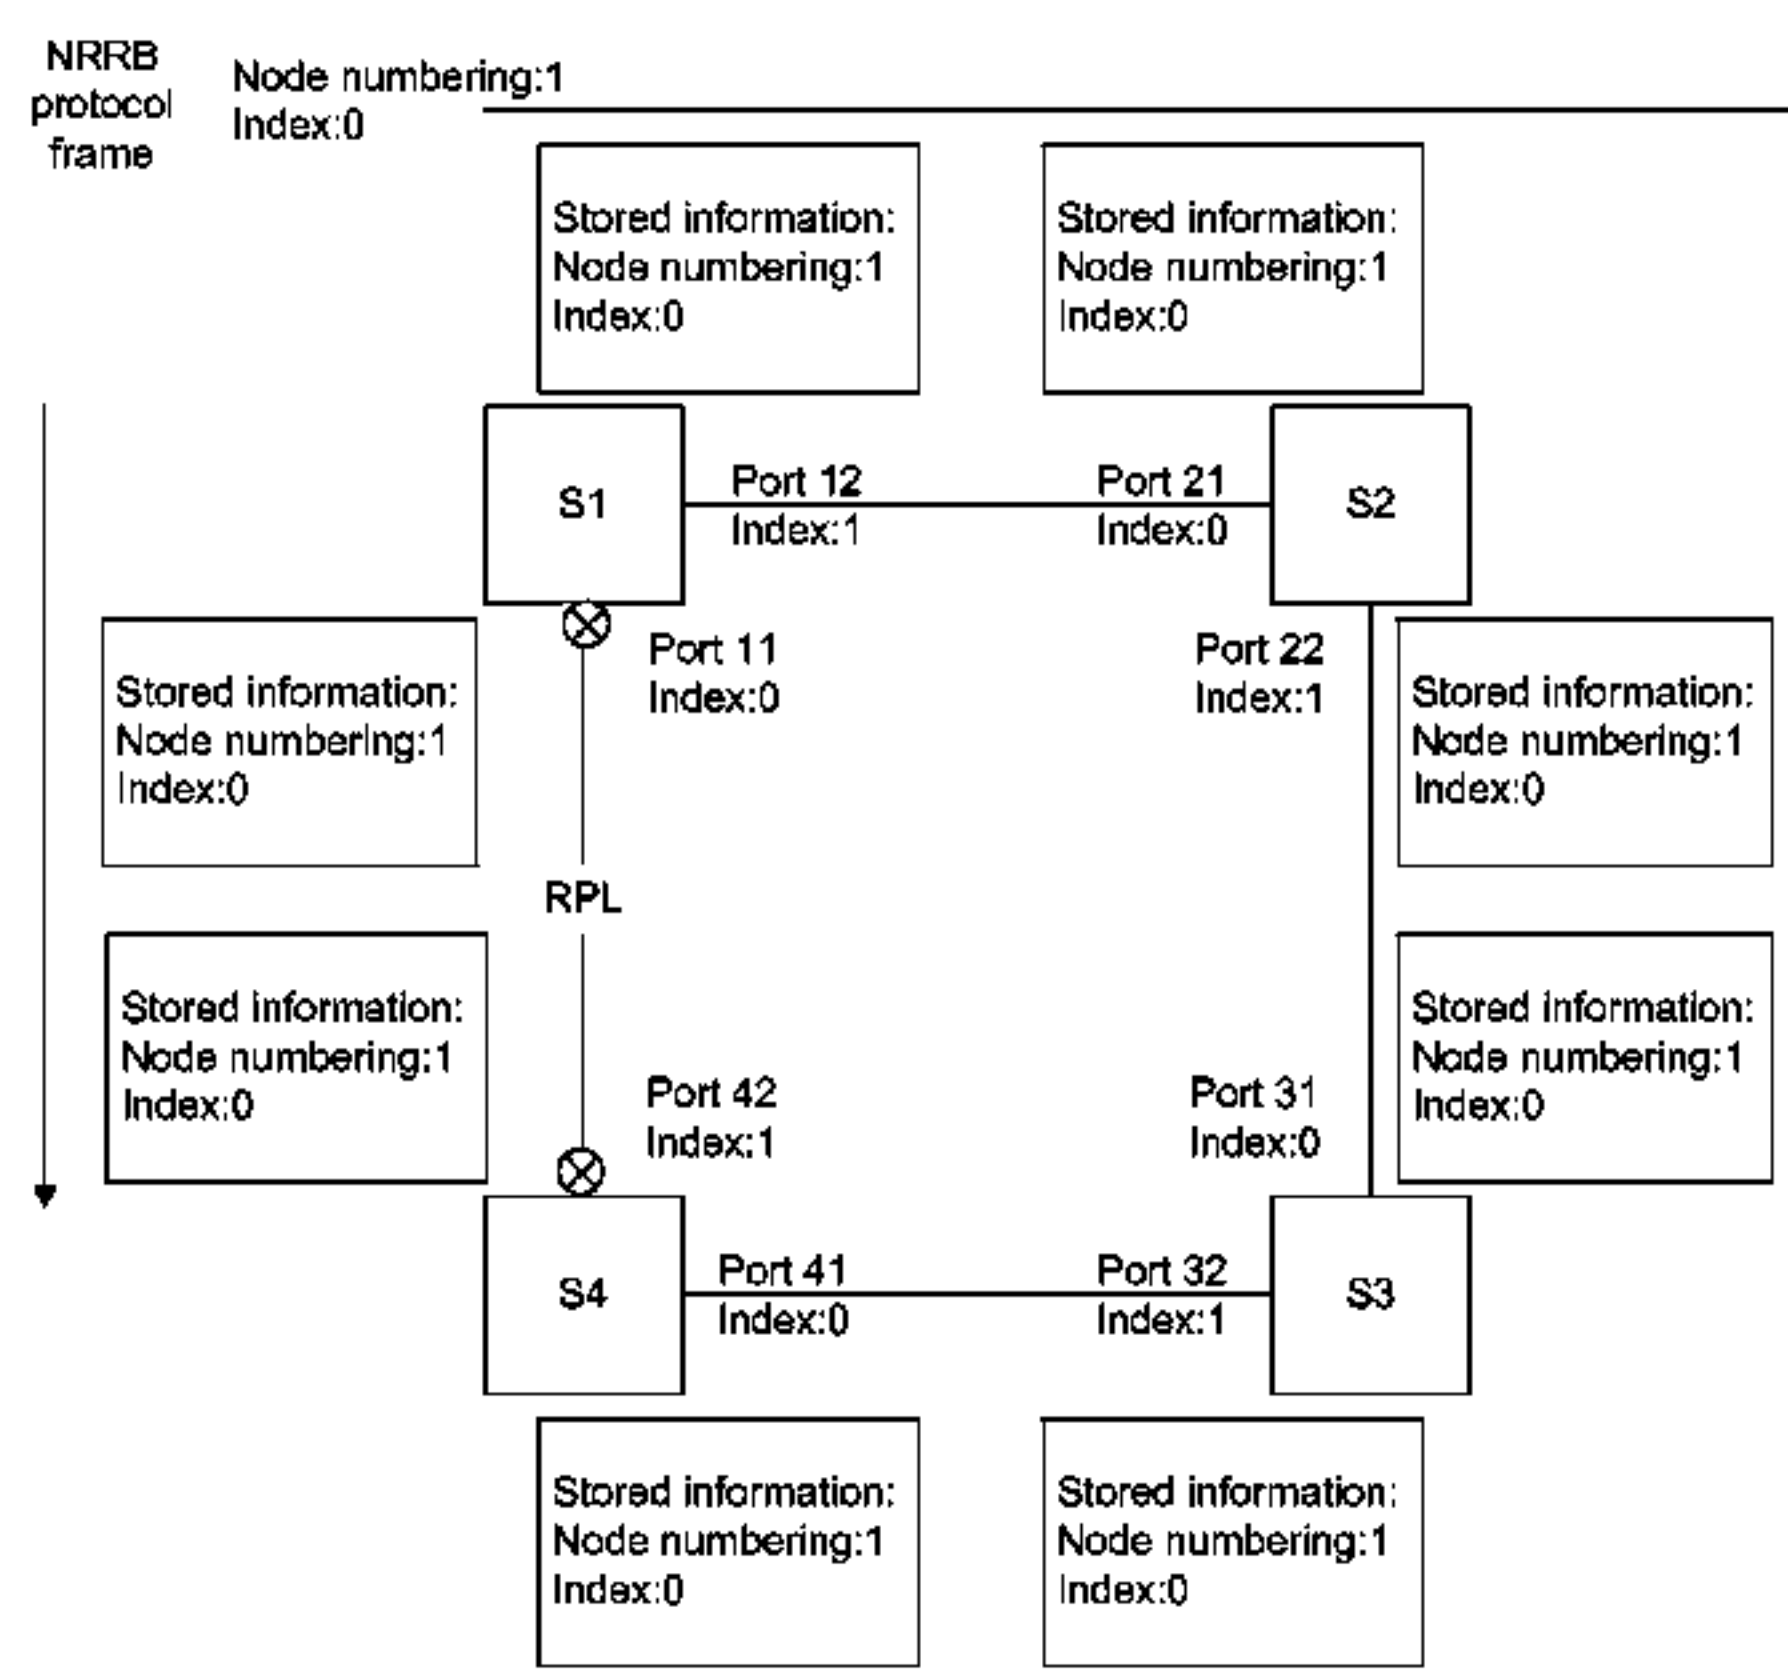 NRRB
protocol
frame
Node numbering:1
Index:0
Stored information:
Node numbering:1
Index:0
Stored information:
Node numbering:1
Index:0
S1
Port 12
Index:1
Port 21
Index:0
S2
Port 11
Index:0
Port 22
Index:1
Stored information:
Node numbering:1
Index:0
Stored information:
Node numbering:1
Index:0
RPL
Stored information:
Node numbering:1
Index:0
Port 42
Index:1
Port 31
Index:0
Stored information:
Node numbering:1
Index:0
S4
Port 41
Index:0
Port 32
Index:1
S3
Stored information:
Node numbering:1
Index:0
Stored information:
Node numbering:1
Index:0